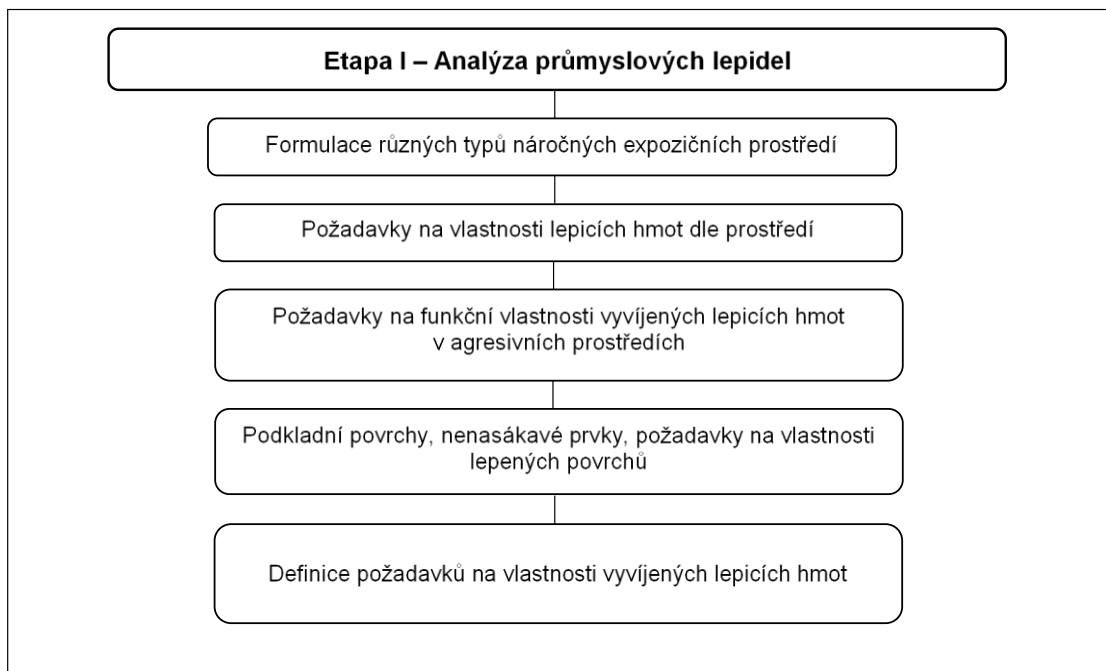 Etapa I – Analýza průmyslových lepidel
Formulace různých typů náročných expozičních prostředí
Požadavky na vlastnosti lepicích hmot dle prostředí
Požadavky na funkční vlastnosti vyvíjených lepicích hmot
v agresivních prostředích
Podkladní povrchy, nenasákavé prvky, požadavky na vlastnosti
lepených povrchů
Definice požadavků na vlastnosti vyvíjených lepicích hmot